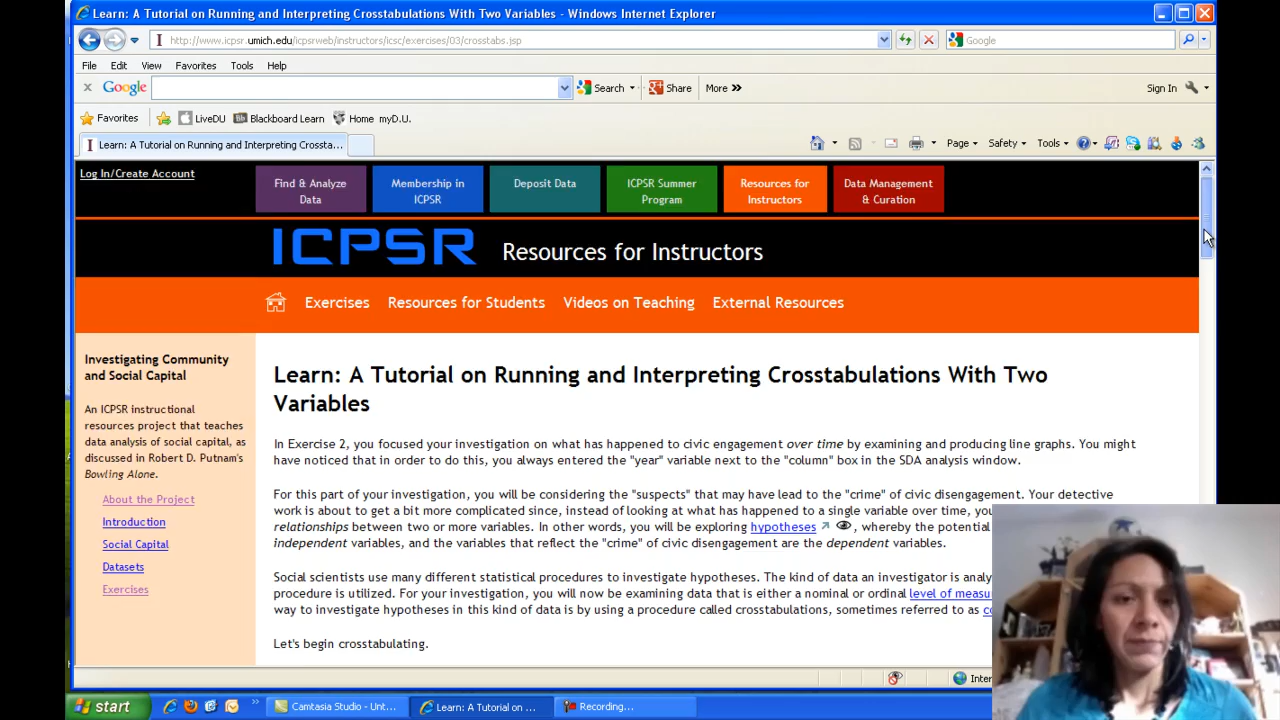 Learn: A Tutorial on Running and Interpreting Crosstabulations With Two Variables - Windows Internet Explorer
http://www.icpsr.umich.edu/icpsrweb/instructors/icsc/exercises/03/crosstabs.jsp
Google
File Edit View Favorites Tools Help
x Google Search Share More » Sign In
Favorites LiveDU Bb Blackboard Learn Home myD.U.
Learn: A Tutorial on Running and Interpreting Crossta...
Page Safety Tools
Log In/Create Account
Find & Analyze Data
Membership in ICPSR
Deposit Data
ICPSR Summer Program
Resources for Instructors
Data Management & Curation
ICPSR Resources for Instructors
Exercises Resources for Students Videos on Teaching External Resources
Investigating Community
and Social Capital
An ICPSR instructional
resources project that teaches
data analysis of social capital, as
discussed in Robert D. Putnam's
Bowling Alone.
About the Project
Introduction
Social Capital
Datasets
Exercises
Learn: A Tutorial on Running and Interpreting Crosstabulations With Two
Variables
In Exercise 2, you focused your investigation on what has happened to civic engagement over time by examining and producing line graphs. You might
have noticed that in order to do this, you always entered the "year" variable next to the "column" box in the SDA analysis window.
For this part of your investigation, you will be considering the "suspects" that may have lead to the "crime" of civic disengagement. Your detective
work is about to get a bit more complicated since, instead of looking at what has happened to a single variable over time, you
relationships between two or more variables. In other words, you will be exploring hypotheses, whereby the potential
independent variables, and the variables that reflect the "crime" of civic disengagement are the dependent variables.
Social scientists use many different statistical procedures to investigate hypotheses. The kind of data an investigator is analy
procedure is utilized. For your investigation, you will now be examining data that is either a nominal or ordinal level of measu
way to investigate hypotheses in this kind of data is by using a procedure called crosstabulations, sometimes referred to as
Let's begin crosstabulating.
Inter
start Camtasia Studio - Unt... Learn: A Tutorial on ... Recording...